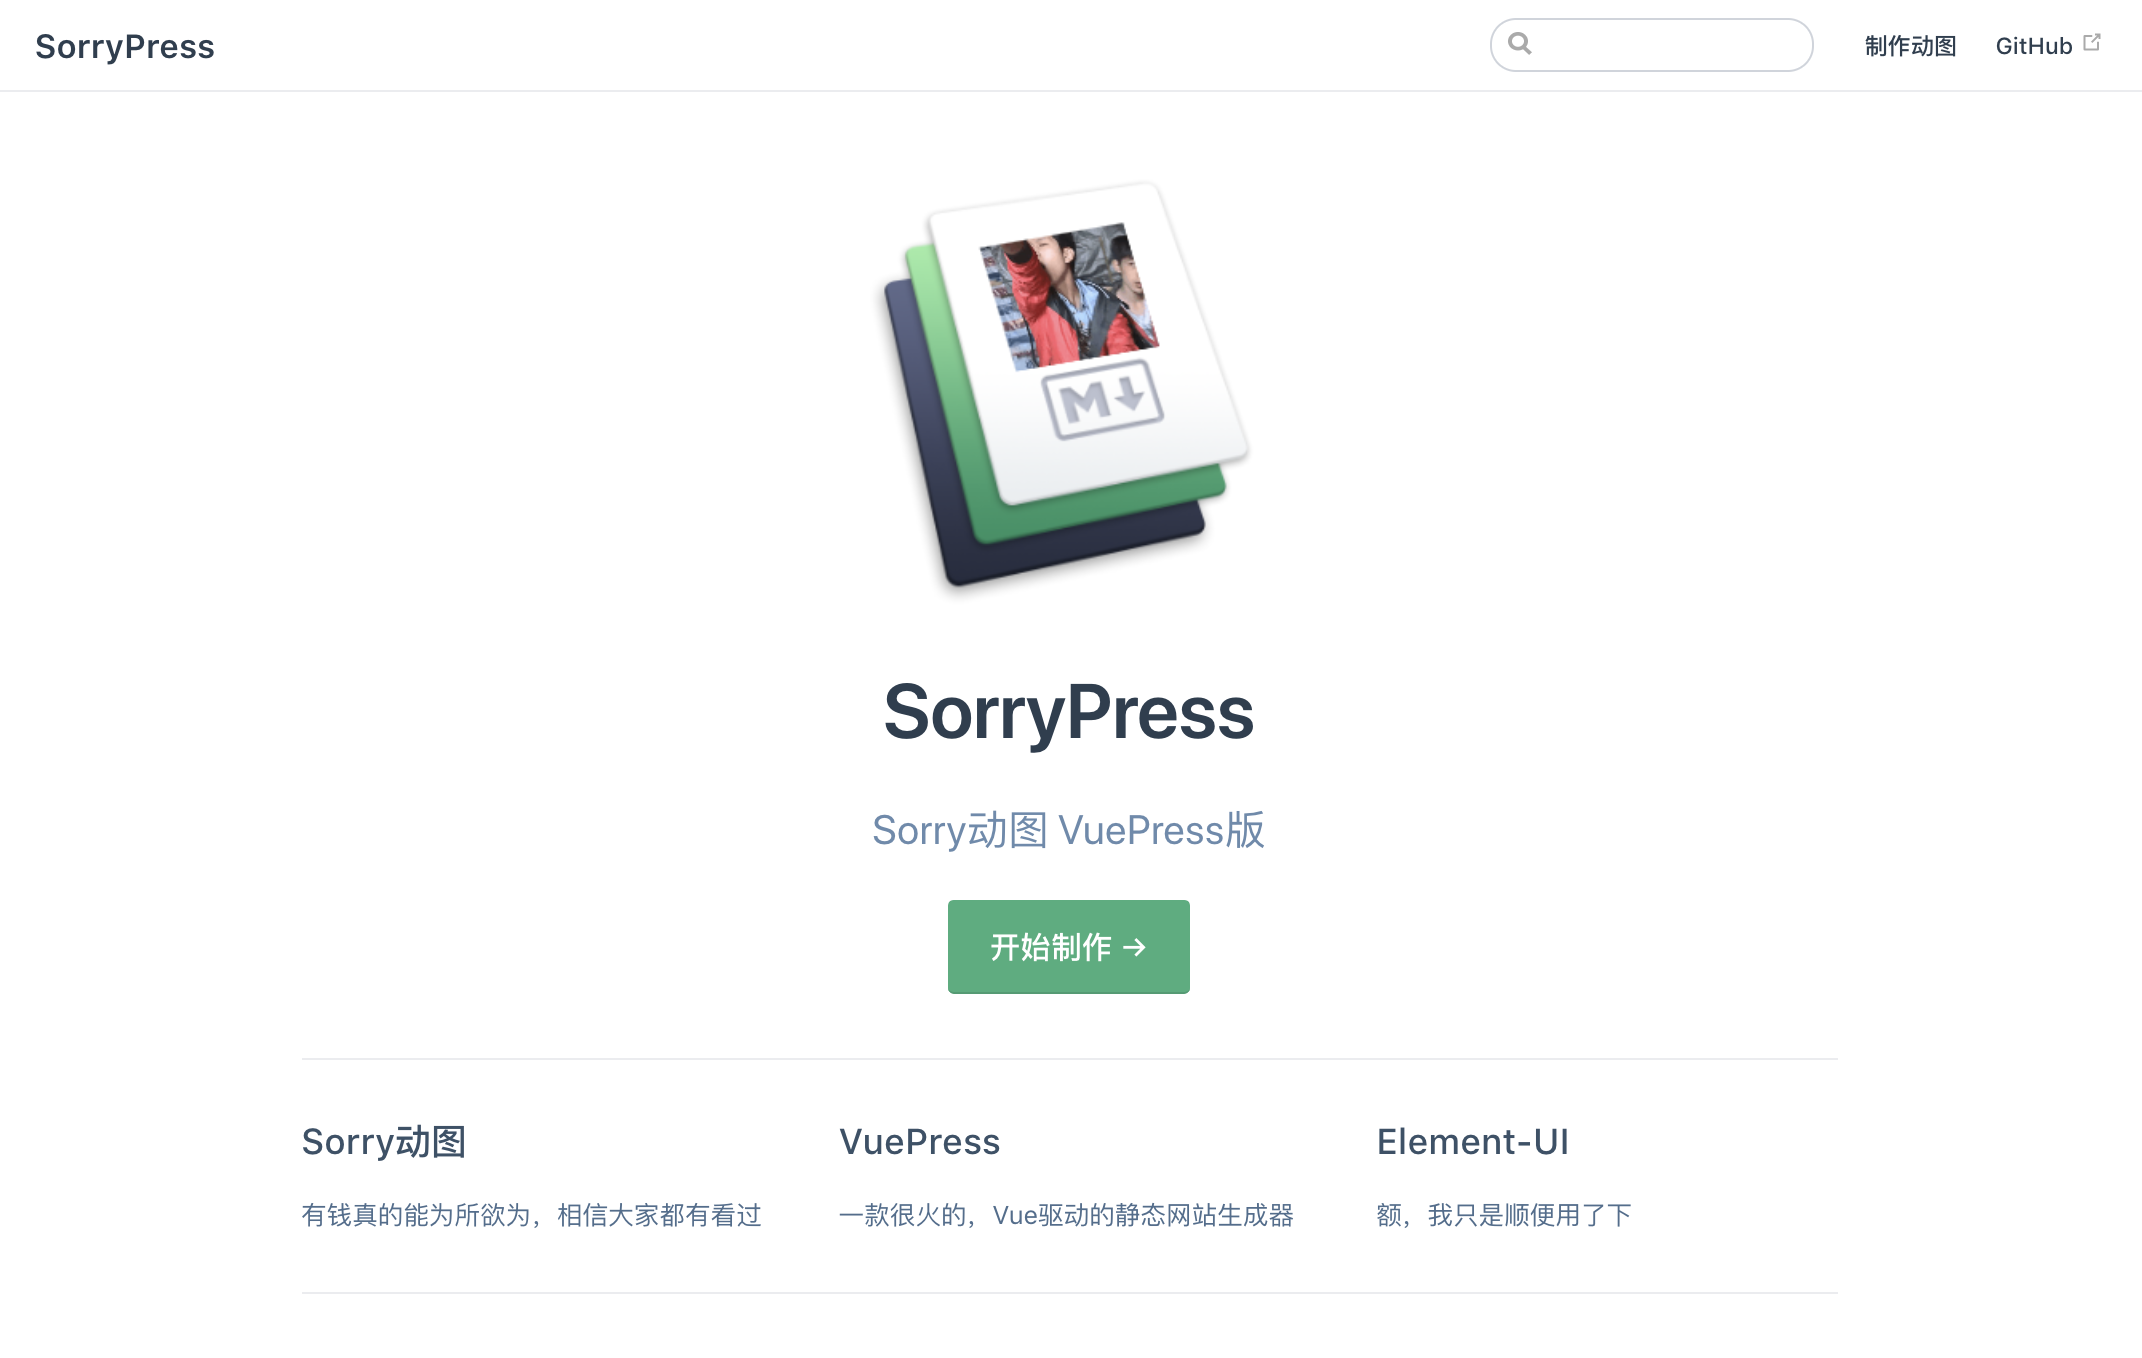 SorryPress
制作动图
GitHub
M
SorryPress
Sorry动图 VuePress版
开始制作 →
Sorry动图
有钱真的能为所欲为，相信大家都有看过
VuePress
一款很火的，Vue驱动的静态网站生成器
Element-UI
额，我只是顺便用了下